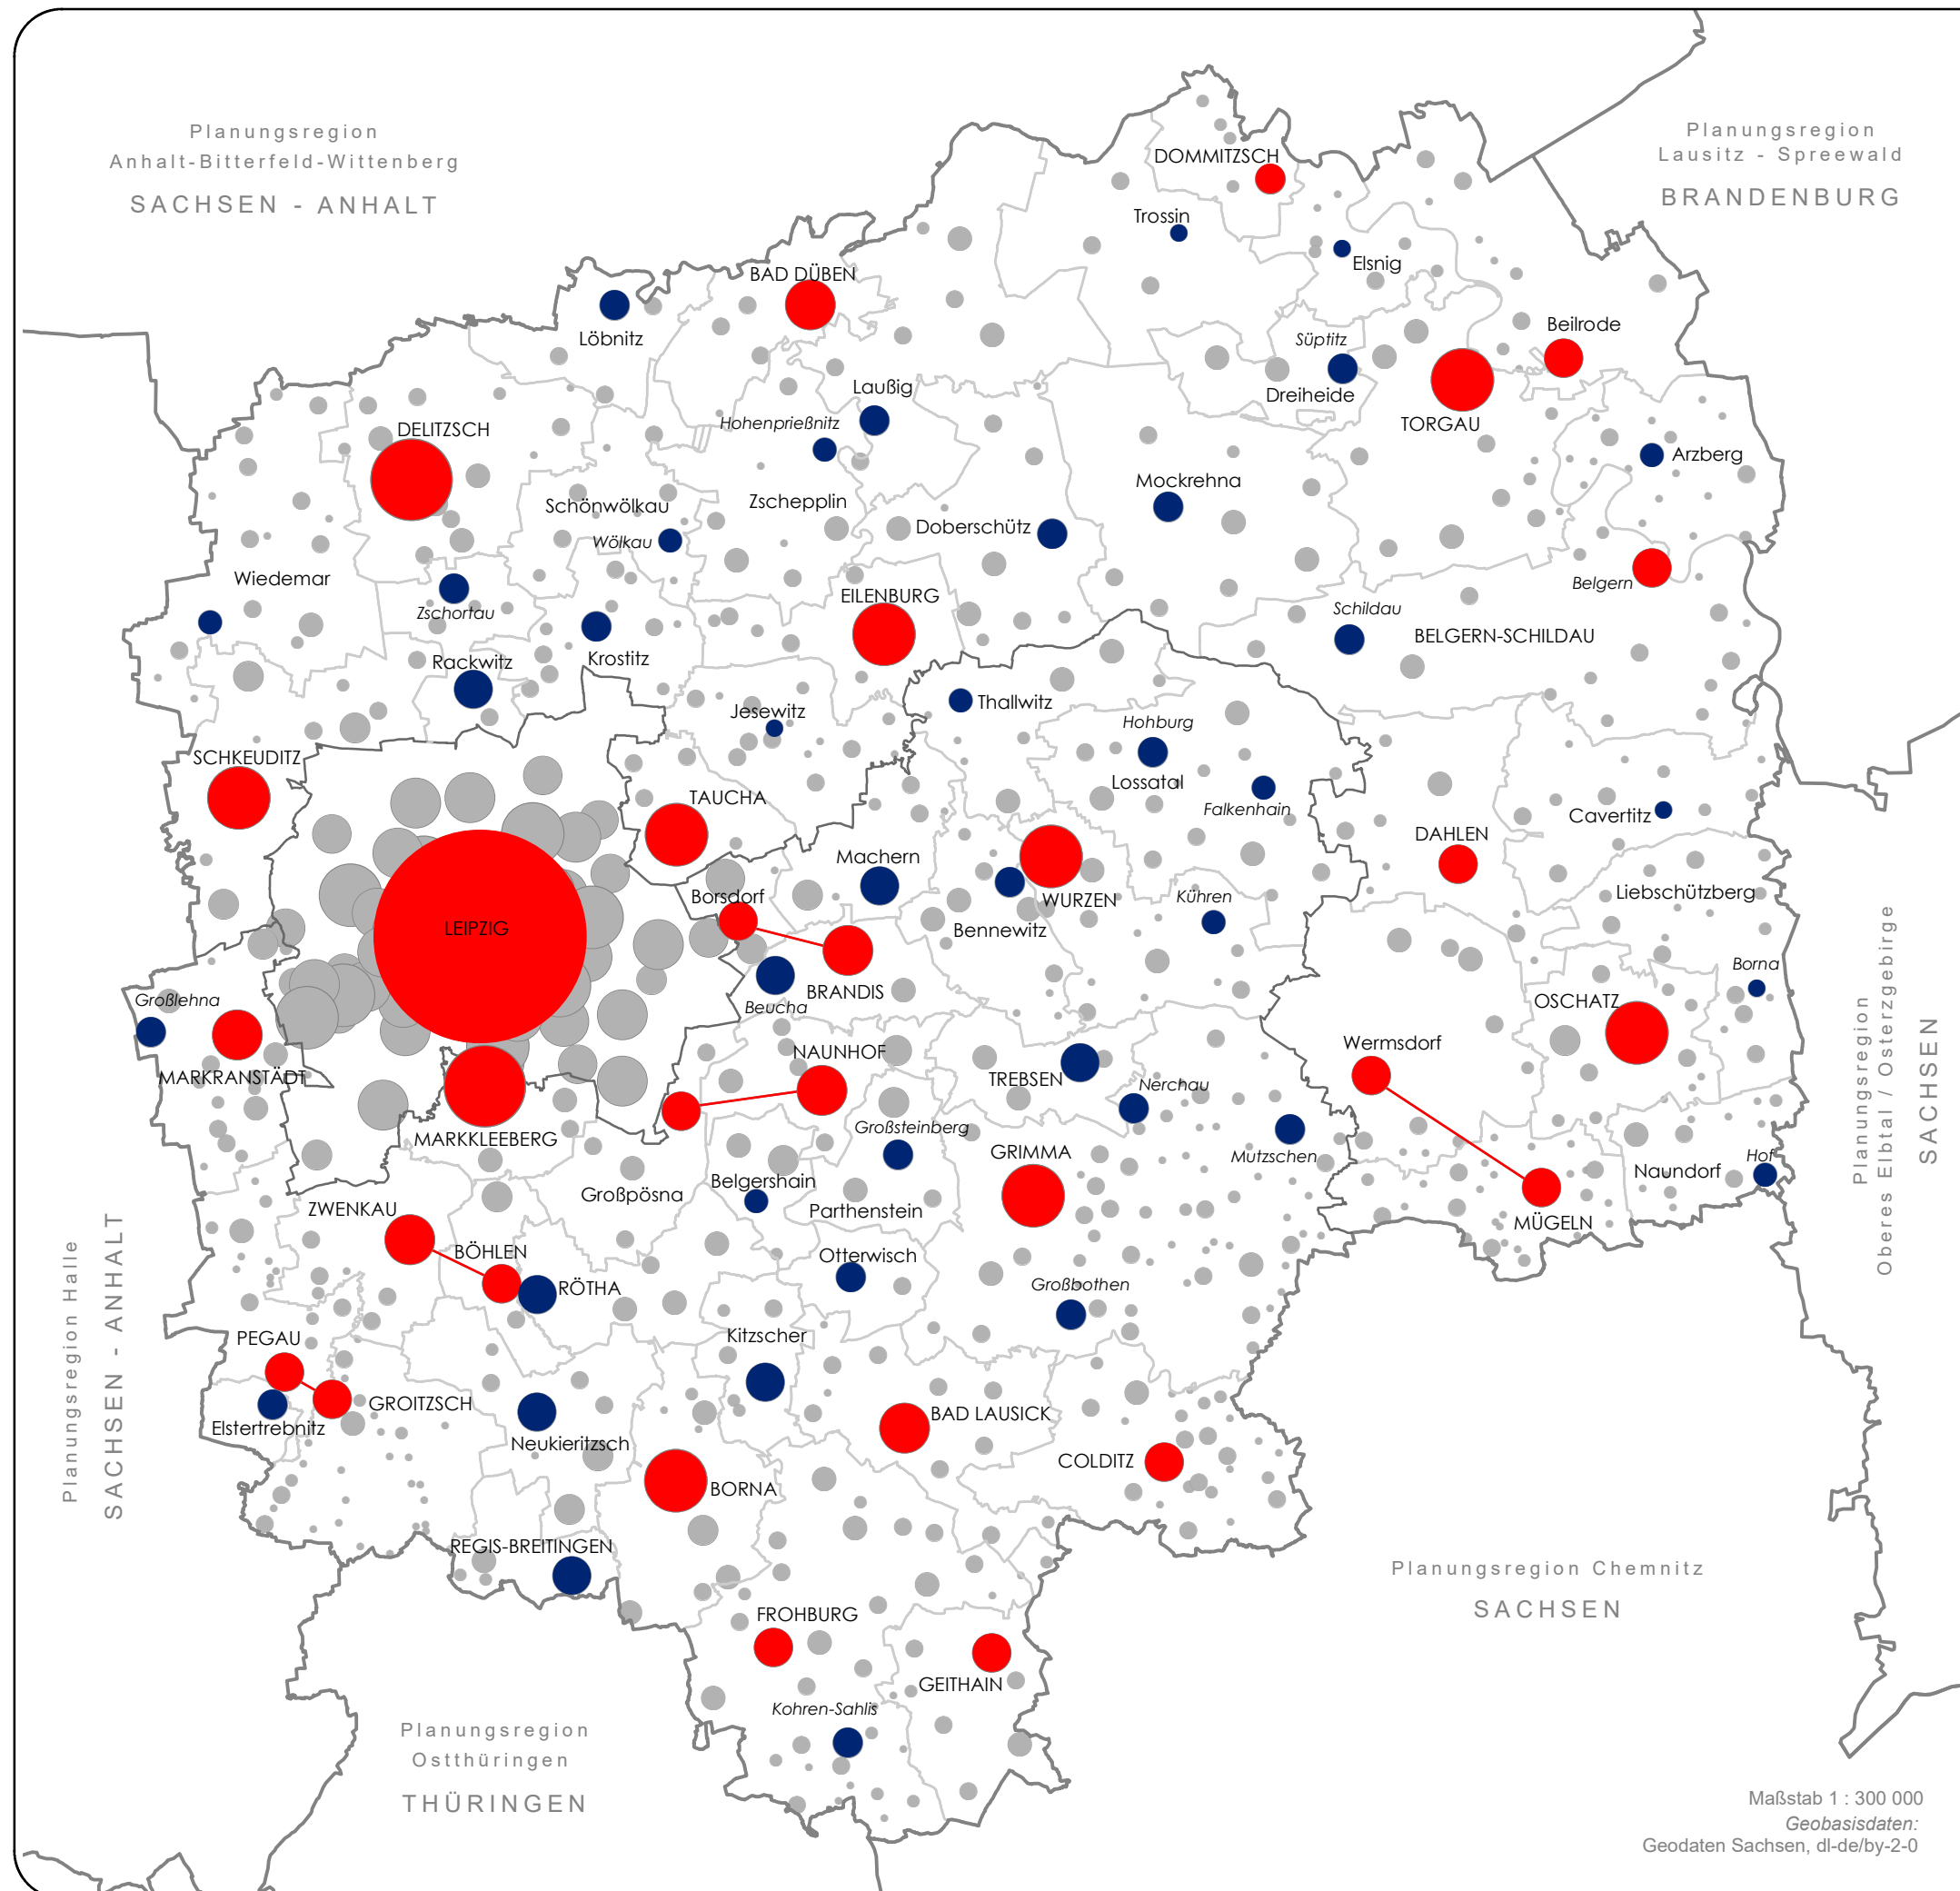 Planungsregion
Anhalt-Bitterfeld-Wittenberg
SACHSEN - ANHALT
Planungsregion
Lausitz - Spreewald
BRANDENBURG
DOMMITZSCH
Trossin
Elsnig
BAD DÜBEN
Löbnitz
Süptitz
Beilrode
Dreiheide
Laußig
Hohenprießnitz
TORGAU
DELITZSCH
Arzberg
Mockrehna
Zschepplin
Schönwölkau
Doberschütz
Wölkau
Wiedemar
Belgern
Zschortau
EILENBURG
Schildau
BELGERN-SCHILDAU
Krostitz
Rackwitz
Thallwitz
Jesewitz
Hohburg
SCHKEUDITZ
Lossatal
TAUCHA
Falkenhain
Cavertitz
DAHLEN
Machern
Liebschützberg
Borsdorf
WURZEN
Kühren
LEIPZIG
Bennewitz
Borna
BRANDIS
Großlehna
Beucha
OSCHATZ
Wermsdorf
NAUNHOF
MARKRANSTÄDT
TREBSEN
Nerchau
Großsteinberg
MARKKLEEBERG
GRIMMA
Mutzschen
Hof
Naundorf
Belgershain
Großpösna
Parthenstein
ZWENKAU
MÜGELN
BÖHLEN
Otterwisch
RÖTHA
Großbothen
Kitzscher
PEGAU
GROITZSCH
BAD LAUSICK
Elstertrebnitz
Neukieritzsch
COLDITZ
BORNA
REGIS-BREITINGEN
FROHBURG
GEITHAIN
Kohren-Sahlis
Planungsregion Halle
SACHSEN - ANHALT
Planungsregion
Oberes Elbtal / Osterzgebirge
SACHSEN
Planungsregion Chemnitz
SACHSEN
Planungsregion
Ostthüringen
THÜRINGEN
Maßstab 1 : 300 000
Geobasisdaten:
Geodaten Sachsen, dl-de/by-2-0